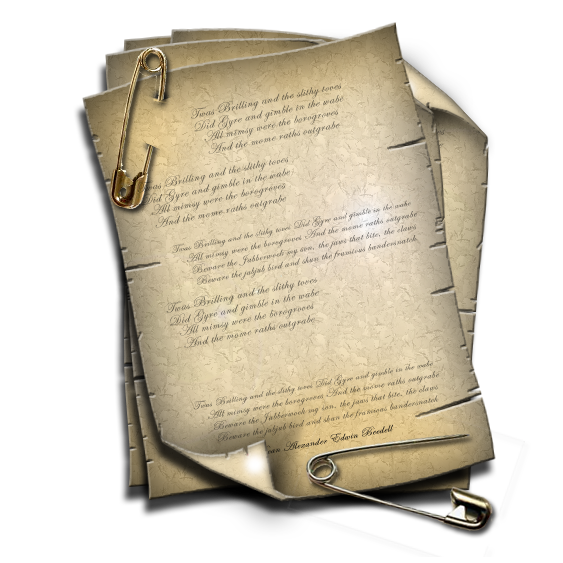 Twas Brilling and the slithy toves
Did Gyre and gimble in the wabe
All mimsy were the borogroves
And the mome raths outgrabe
Brilling and the slithy toves
Did Gyre and gimble in the wabe
All mimsy were the borogroves
And the mome raths outgrabe
Twas Brilling and the slithy toves Did Gyre and gimble in the wabe
All mimsy were the borogroves And the mome raths outgrabe
Beware the Jabberwock my son, the jaws that bite, the claws
Beware the jubjub bird and shun the frumious bandersnatch
Twas Brilling and the slithy toves
Did Gyre and gimble in the wabe
All mimsy were the borogroves
And the mome raths outgrabe
Twas Brilling and the slithy toves Did Gyre and gimble in the wabe
All mimsy were the borogroves And the mome raths outgrabe
Beware the Jabberwock my son, the jaws that bite, the claws
Beware the jubjub bird and shun the frumious bandersnatch
Alexander Edwin